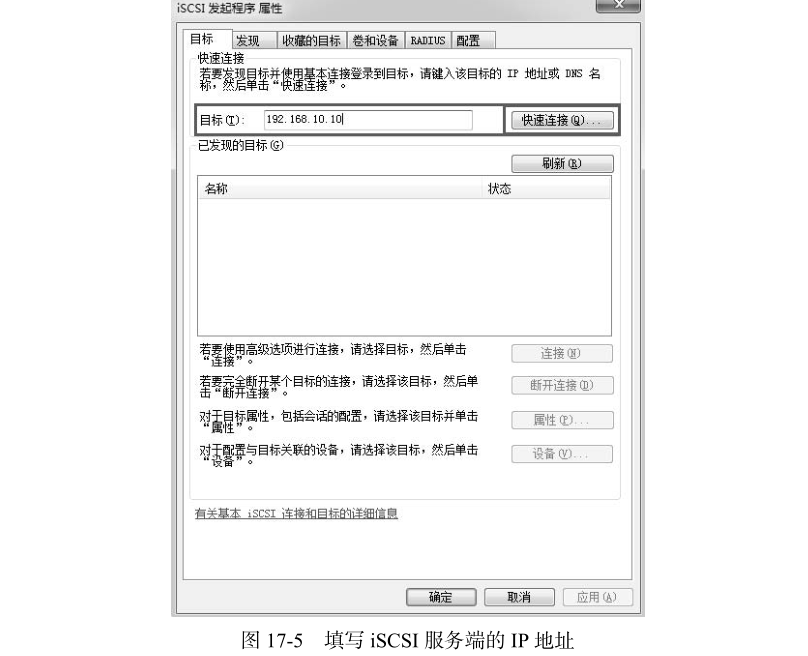 iSCSI 发起程序 属性
目标 发现 收藏的目标 卷和设备 RADIUS 配置
快速连接
若要发现目标并使用基本连接登录到目标，请键入该目标的 IP 地址或 DNS 名
称，然后单击“快速连接”。
目标(T)： 192.168.10.10 快速连接(Q)...
已发现的目标(G)
刷新(R)
名称 状态
若要使用高级选项进行连接，请选择目标，然后单击
“连接”。
连接(N)
若要完全断开某个目标的连接，请选择该目标，然后单
击“断开连接”。
断开连接(D)
对于目标属性，包括会话的配置，请选择该目标并单击
“属性”。
属性(P)...
对于配置与目标关联的设备，请选择该目标，然后单击
“设备”。
设备(V)...
有关基本 iSCSI 连接和目标的详细信息
确定 取消 应用(A)
图 17-5 填写 iSCSI 服务端的 IP 地址